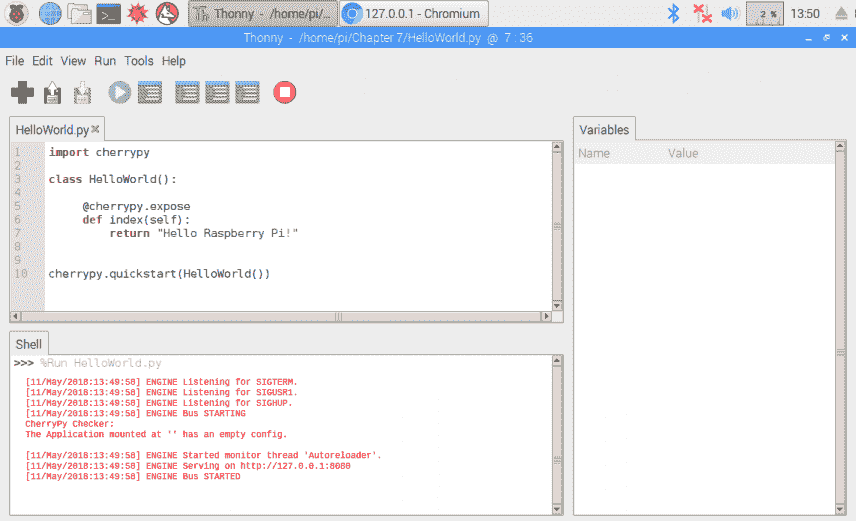 Thonny - /home/pi/...
127.0.0.1 - Chromium
2 %
13:50
Thonny - /home/pi/Chapter 7/HelloWorld.py @ 7 : 36
File Edit View Run Tools Help
HelloWorld.py
1 import cherrypy
2
3 class HelloWorld():
4
5 @cherrypy.expose
6 def index(self):
7 return "Hello Raspberry Pi!"
8
9
10 cherrypy.quickstart(HelloWorld())
Shell
>>> %Run HelloWorld.py
[11/May/2018:13:49:58] ENGINE Listening for SIGTERM.
[11/May/2018:13:49:58] ENGINE Listening for SIGUSR1.
[11/May/2018:13:49:58] ENGINE Listening for SIGHUP.
[11/May/2018:13:49:58] ENGINE Bus STARTING
CherryPy Checker:
The Application mounted at '' has an empty config.
[11/May/2018:13:49:58] ENGINE Started monitor thread 'Autoreloader'.
[11/May/2018:13:49:58] ENGINE Serving on http://127.0.0.1:8080
[11/May/2018:13:49:58] ENGINE Bus STARTED
Variables
Name Value